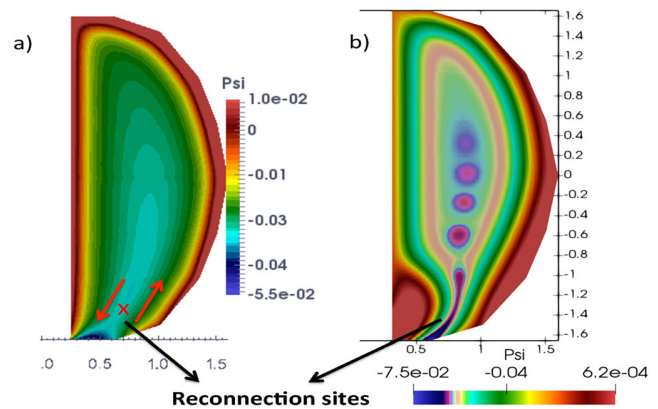 a)
b)
Psi
1.0e-02
0
-0.01
-0.03
-0.04
-5.5e-02
x
.0 0.5 1.0 1.5
1.6
1.4
1.2
1
0.8
0.6
0.4
0.2
0
-0.2
-0.4
-0.6
-0.8
-1
-1.2
-1.4
-1.6
0.5 1 1.5
Psi
-7.5e-02 -0.04 6.2e-04
Reconnection sites